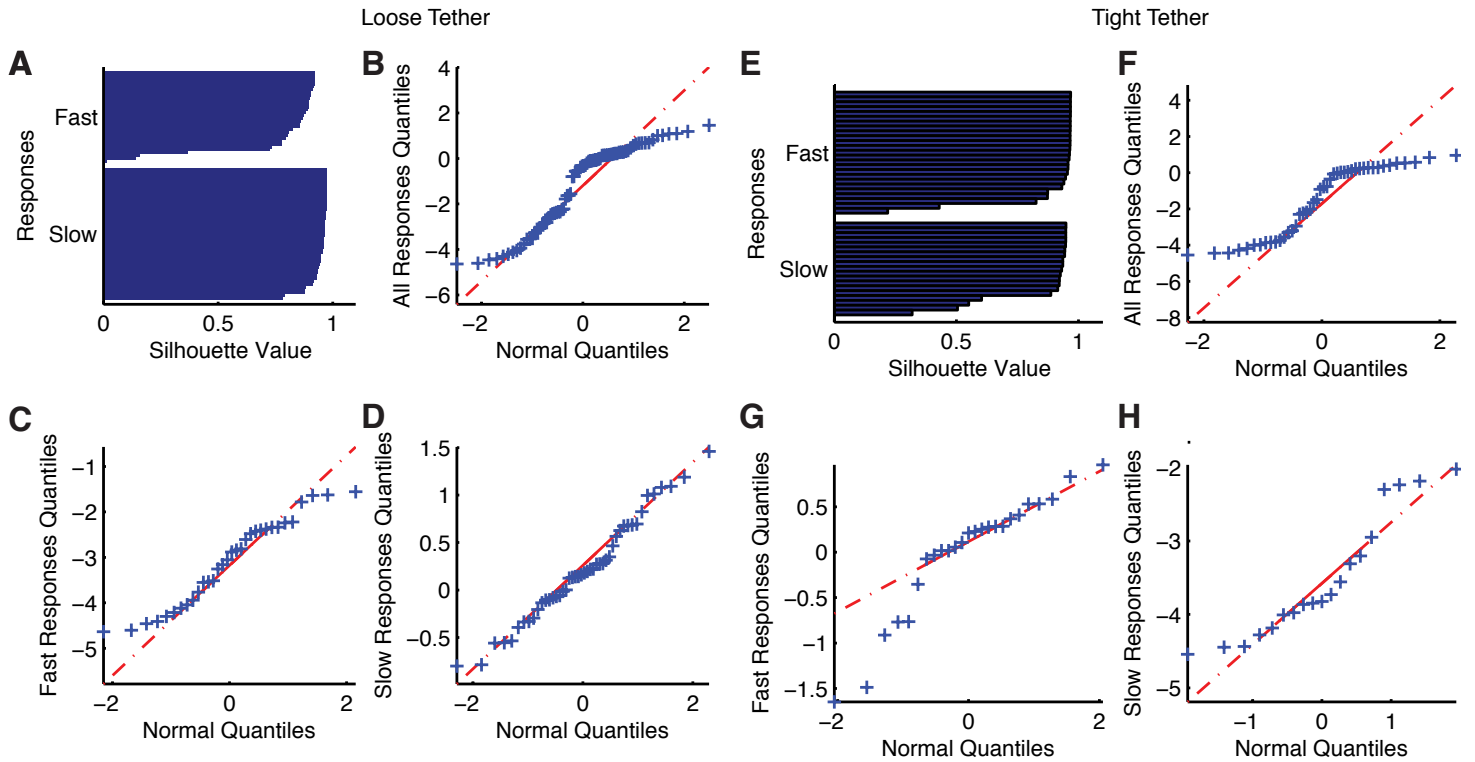 Loose Tether
Tight Tether
A
Responses
Fast
Slow
0 0.5 1
Silhouette Value
B
All Responses Quantiles
4
2
0
−2
−4
−6
−2 0 2
Normal Quantiles
E
Responses
Fast
Slow
0 0.5 1
Silhouette Value
F
All Responses Quantiles
4
2
0
−2
−4
−6
−8
−2 0 2
Normal Quantiles
C
Fast Responses Quantiles
−1
−2
−3
−4
−5
−2 0 2
Normal Quantiles
D
Slow Responses Quantiles
1.5
1
0.5
0
−0.5
−2 0 2
Normal Quantiles
G
Fast Responses Quantiles
0.5
0
−0.5
−1
−1.5
−2 0 2
Normal Quantiles
H
Slow Responses Quantiles
−2
−3
−4
−5
−1 0 1
Normal Quantiles